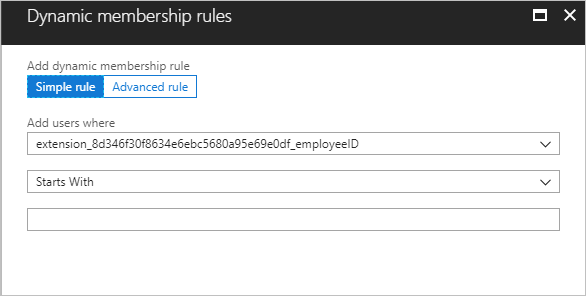 Dynamic membership rules
Add dynamic membership rule
Simple rule Advanced rule
Add users where
extension_8d346f30f8634e6ebc5680a95e69e0df_employeeID
Starts With